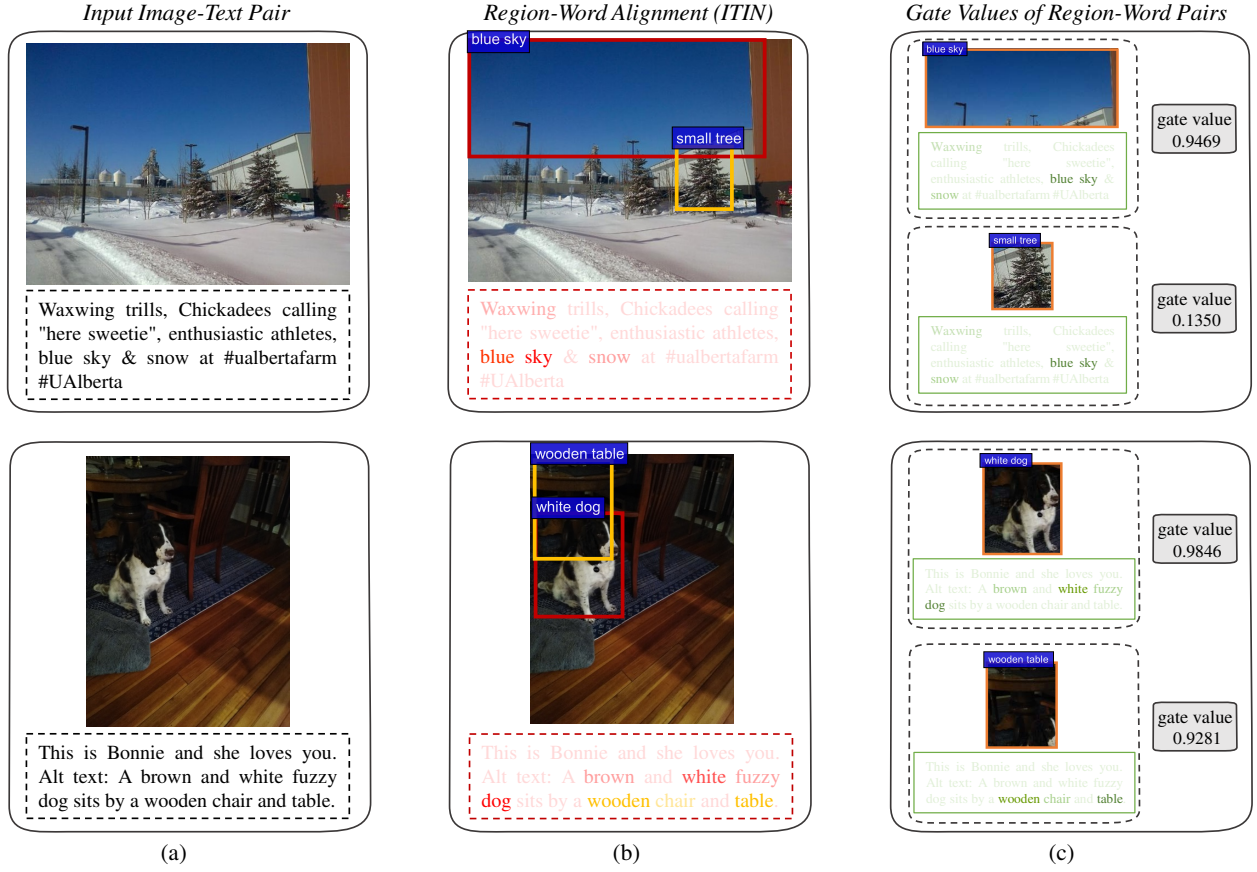 Input Image-Text Pair
Waxwing trills, Chickadees calling
"here sweetie", enthusiastic athletes,
blue sky & snow at #ualbertafarm
#UAlberta
This is Bonnie and she loves you.
Alt text: A brown and white fuzzy
dog sits by a wooden chair and table.
(a)
Region-Word Alignment (ITIN)
blue sky
small tree
Waxwing trills, Chickadees calling
"here sweetie", enthusiastic athletes,
blue sky & snow at #ualbertafarm
#UAlberta
wooden table
white dog
This is Bonnie and she loves you.
Alt text: A brown and white fuzzy
dog sits by a wooden chair and table.
(b)
Gate Values of Region-Word Pairs
blue sky
Waxwing trills, Chickadees
calling "here sweetie",
enthusiastic athletes, blue sky &
snow at #ualbertafarm #UAlberta
gate value
0.9469
small tree
Waxwing trills, Chickadees
calling "here sweetie",
enthusiastic athletes, blue sky &
snow at #ualbertafarm #UAlberta
gate value
0.1350
white dog
This is Bonnie and she loves you.
Alt text: A brown and white fuzzy
dog sits by a wooden chair and table.
gate value
0.9846
wooden table
This is Bonnie and she loves you.
Alt text: A brown and white fuzzy
dog sits by a wooden chair and table
gate value
0.9281
(c)